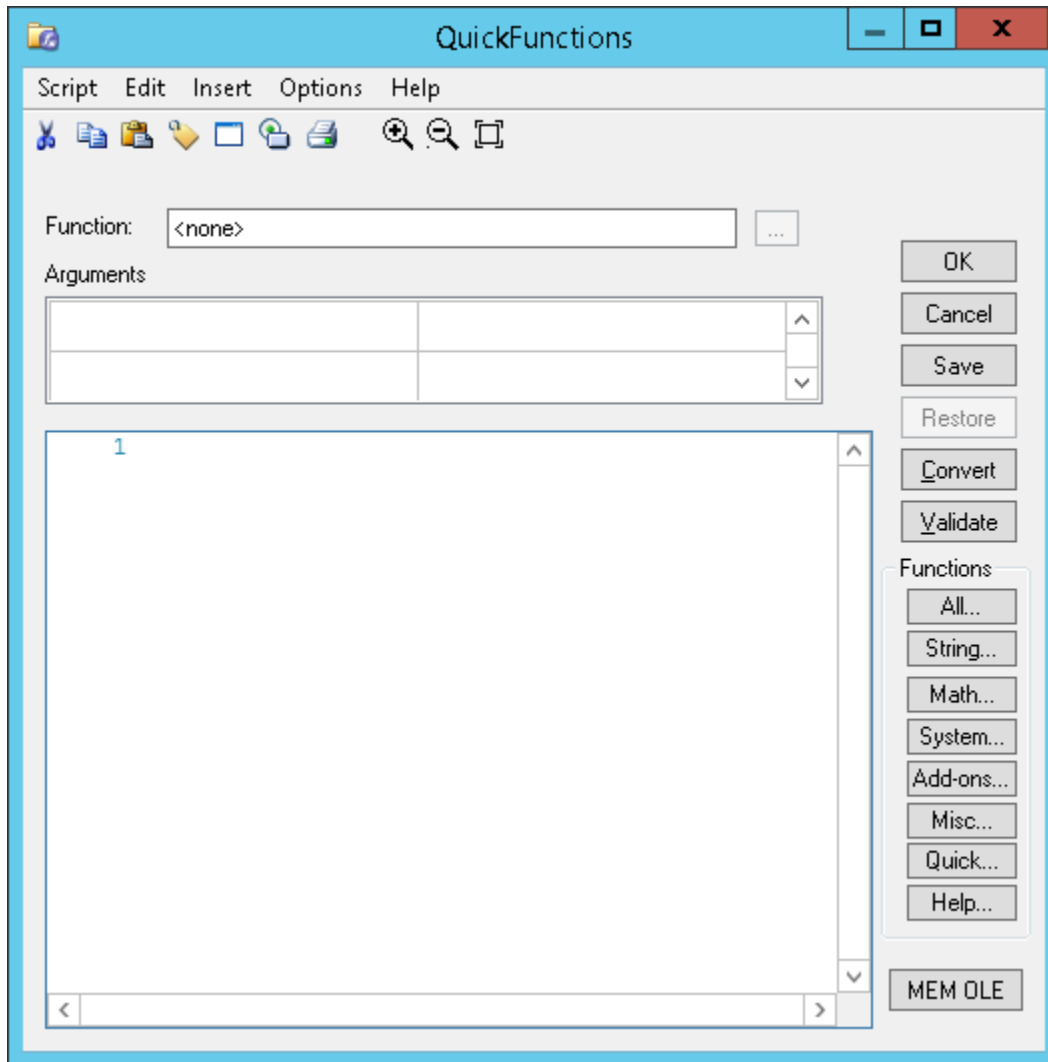 QuickFunctions
Script Edit Insert Options Help
Function: <none> ...
Arguments
OK
Cancel
Save
Restore
Convert
Validate
1
Functions
All...
String...
Math...
System...
Add-ons...
Misc...
Quick...
Help...
MEM OLE